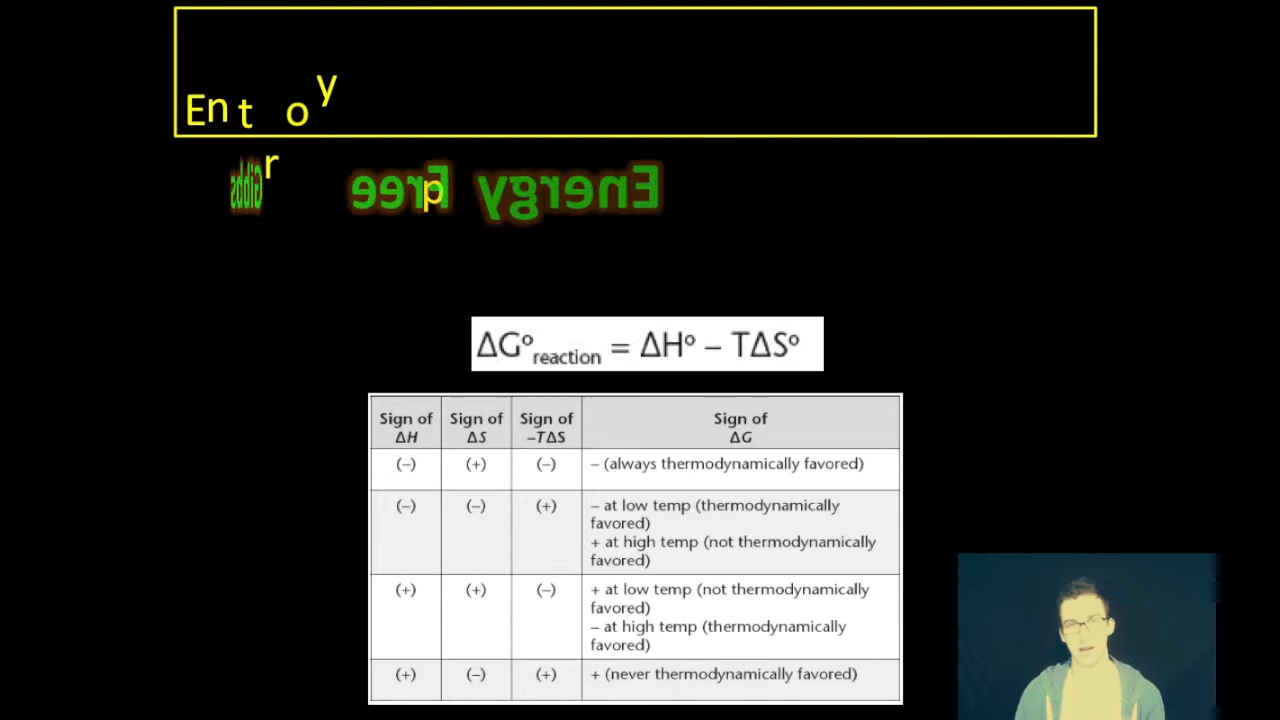 Entropy
Gibbs Free Energy
ΔG°reaction = ΔH° – TΔS°
Sign of ΔH Sign of ΔS Sign of –TΔS Sign of ΔG
(–) (+) (–) – (always thermodynamically favored)
(–) (–) (+) – at low temp (thermodynamically
favored)
+ at high temp (not thermodynamically
favored)
(+) (+) (–) + at low temp (not thermodynamically
favored)
– at high temp (thermodynamically
favored)
(+) (–) (+) + (never thermodynamically favored)